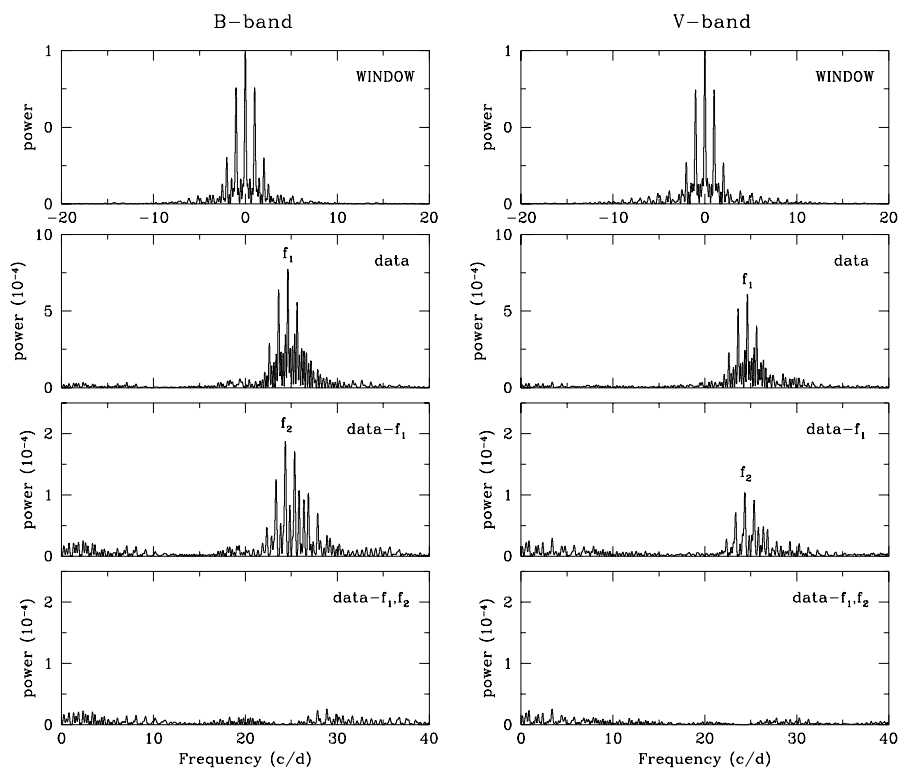 B-band V-band
1 WINDOW 1 WINDOW
power 0 power 0
0 0
-20 -10 0 10 20 -20 -10 0 10 20
10 f₁ data 10 f₁ data
power (10⁻⁴) 5 power (10⁻⁴) 5
0 0
2 f₂ data-f₁ 2 f₂ data-f₁
power (10⁻⁴) 1 power (10⁻⁴) 1
0 0
2 data-f₁,f₂ 2 data-f₁,f₂
power (10⁻⁴) 1 power (10⁻⁴) 1
0 0
0 10 20 30 40 0 10 20 30 40
Frequency (c/d) Frequency (c/d)